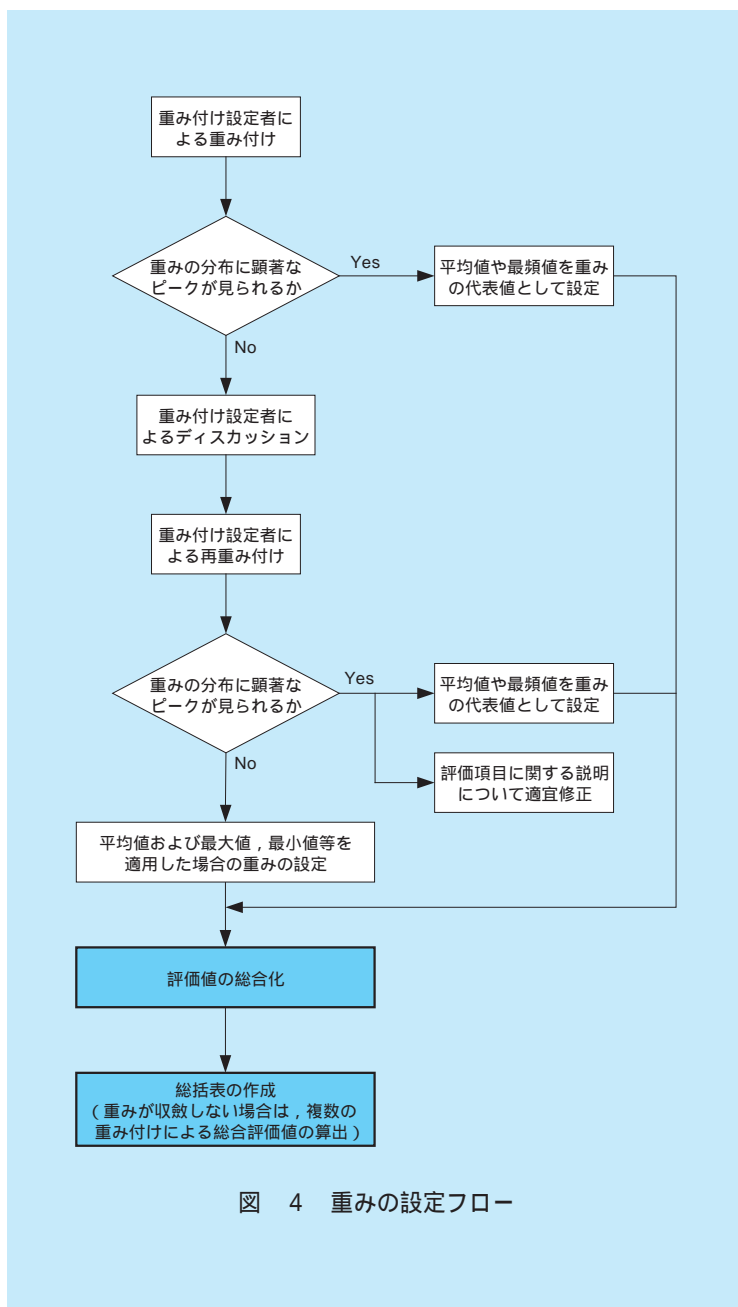 重み付け設定者に
よる重み付け
重みの分布に顕著な
ピークが見られるか
Yes
平均値や最頻値を重み
の代表値として設定
No
重み付け設定者に
よるディスカッション
重み付け設定者に
よる再重み付け
重みの分布に顕著な
ピークが見られるか
Yes
平均値や最頻値を重み
の代表値として設定
評価項目に関する説明
について適宜修正
No
平均値および最大値，最小値等を
適用した場合の重みの設定
評価値の総合化
総括表の作成
（重みが収斂しない場合は，複数の
重み付けによる総合評価値の算出）
図 4 重みの設定フロー